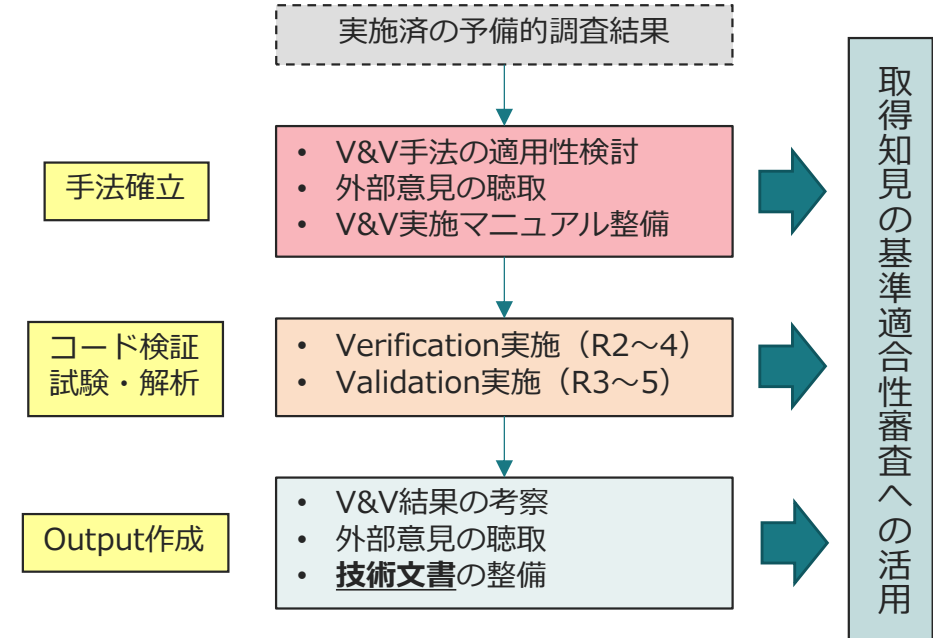 実施済の予備的調査結果
手法確立
• V&V手法の適用性検討
• 外部意見の聴取
• V&V実施マニュアル整備
コード検証
試験・解析
• Verification実施（R2～4）
• Validation実施（R3～5）
Output作成
• V&V結果の考察
• 外部意見の聴取
• 技術文書の整備
取得知見の基準適合性審査への活用